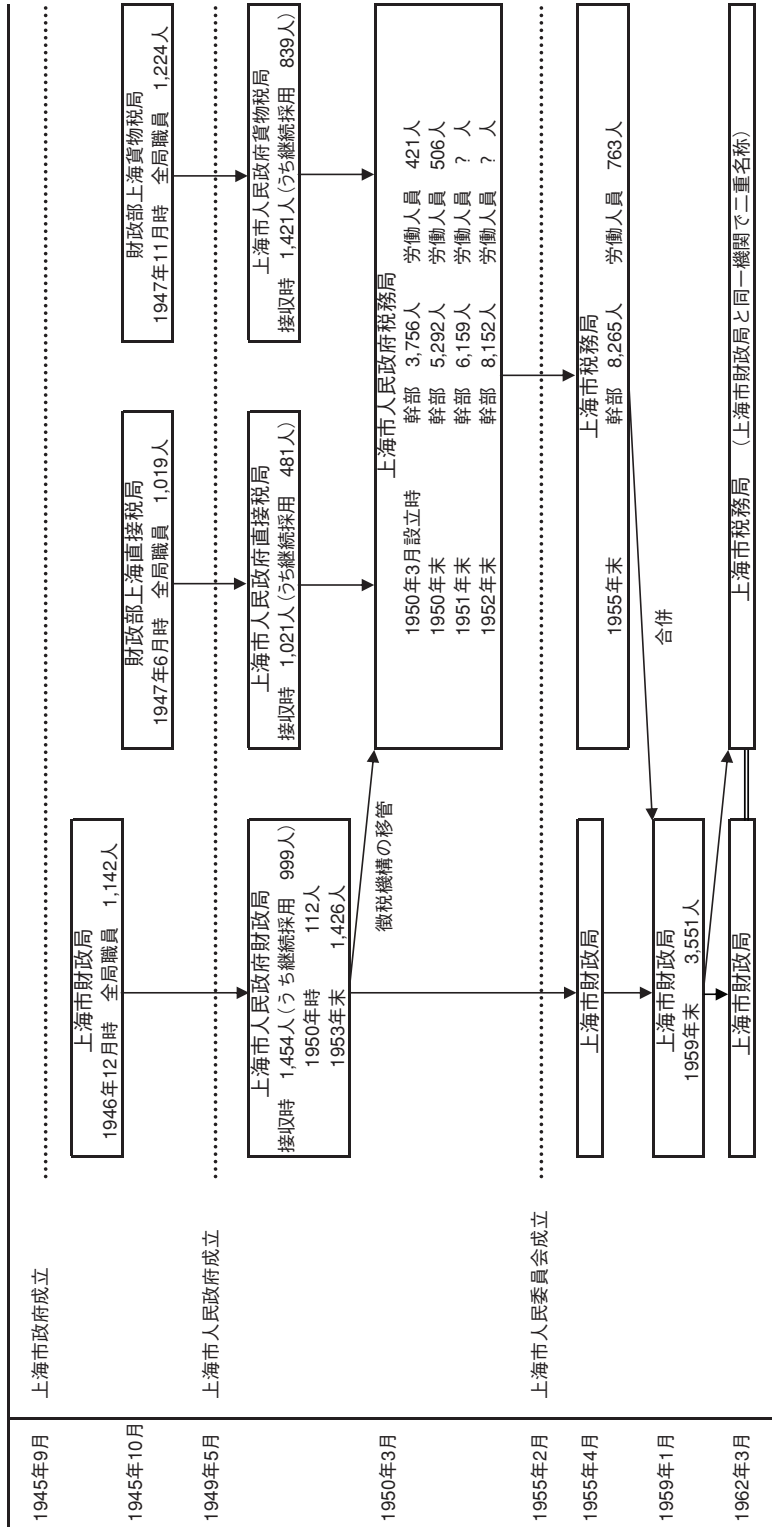 1945年9月　上海市政府成立
1945年10月
上海市財政局
1946年12月時　全局職員　1,142人
財政部上海直接税局
1947年6月時　全局職員　1,019人
財政部上海貨物税局
1947年11月時　全局職員　1,224人
1949年5月　上海市人民政府成立
上海市人民政府財政局
接収時　1,454人(うち継続採用　999人)
1950年時　112人
1953年末　1,426人
上海市人民政府直接税局
接収時　1,021人(うち継続採用　481人)
上海市人民政府貨物税局
接収時　1,421人(うち継続採用　839人)
1950年3月
徴税機構の移管
上海市人民政府税務局
1950年3月設立時　幹部　3,756人　労働人員　421人
1950年末　幹部　5,292人　労働人員　506人
1951年末　幹部　6,159人　労働人員　?　人
1952年末　幹部　8,152人　労働人員　?　人
1955年2月　上海市人民委員会成立
1955年4月
上海市財政局
上海市税務局
1955年末　幹部　8,265人　労働人員　763人
合併
1959年1月
上海市財政局
1959年末　3,551人
1962年3月
上海市財政局
上海市税務局　(上海市財政局と同一機関で二重名称)